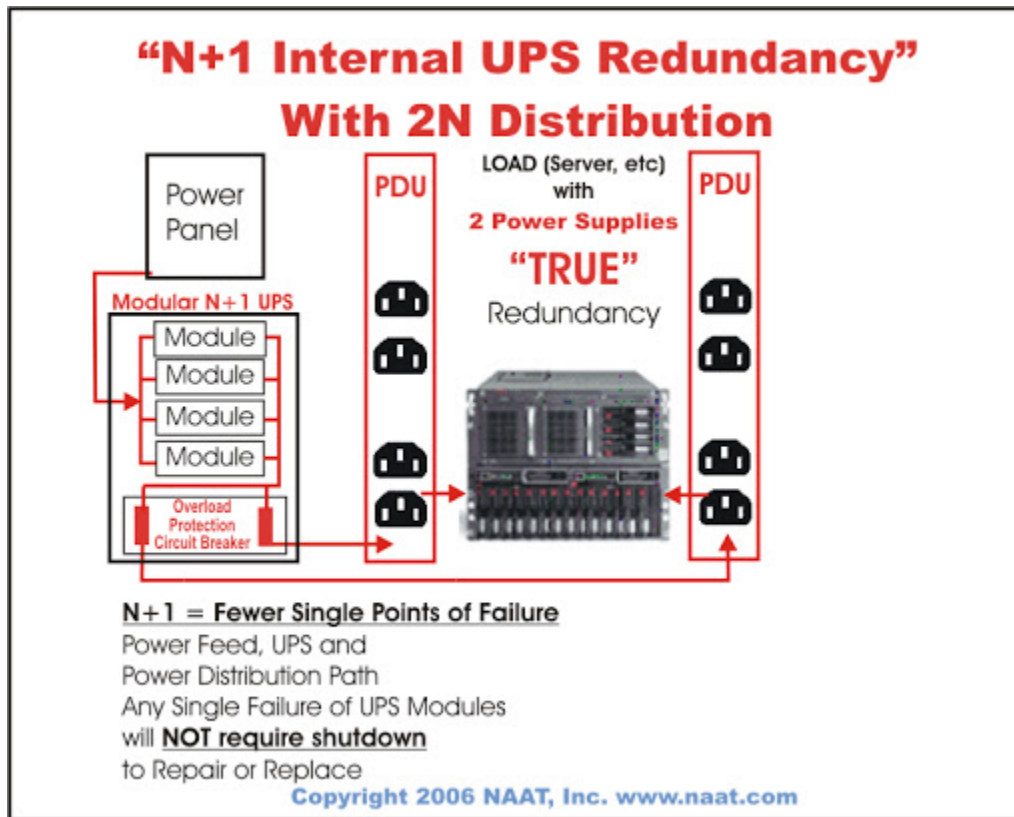 “N+1 Internal UPS Redundancy”
With 2N Distribution
Power
Panel
PDU
LOAD (Server, etc)
with
2 Power Supplies
“TRUE”
Redundancy
PDU
Modular N+1 UPS
Module
Module
Module
Module
Overload
Protection
Circuit Breaker
N+1 = Fewer Single Points of Failure
Power Feed, UPS and
Power Distribution Path
Any Single Failure of UPS Modules
will NOT require shutdown
to Repair or Replace
Copyright 2006 NAAT, Inc. www.naat.com